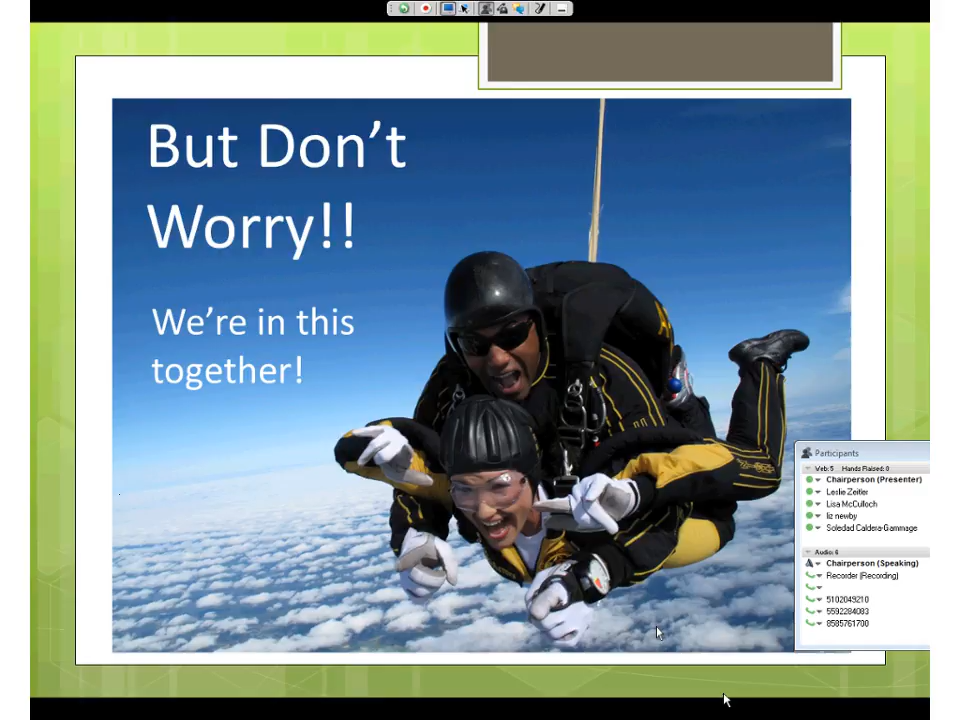 But Don’t
Worry!!
We’re in this
together!
Participants
Web: 5 Hands Raised: 0
Chairperson (Presenter)
Leslie Zeitler
Lisa McCulloch
liz newby
Soledad Caldera-Gammage
Audio: 6
Chairperson (Speaking)
Recorder (Recording)
5102049210
5592284083
8585761700